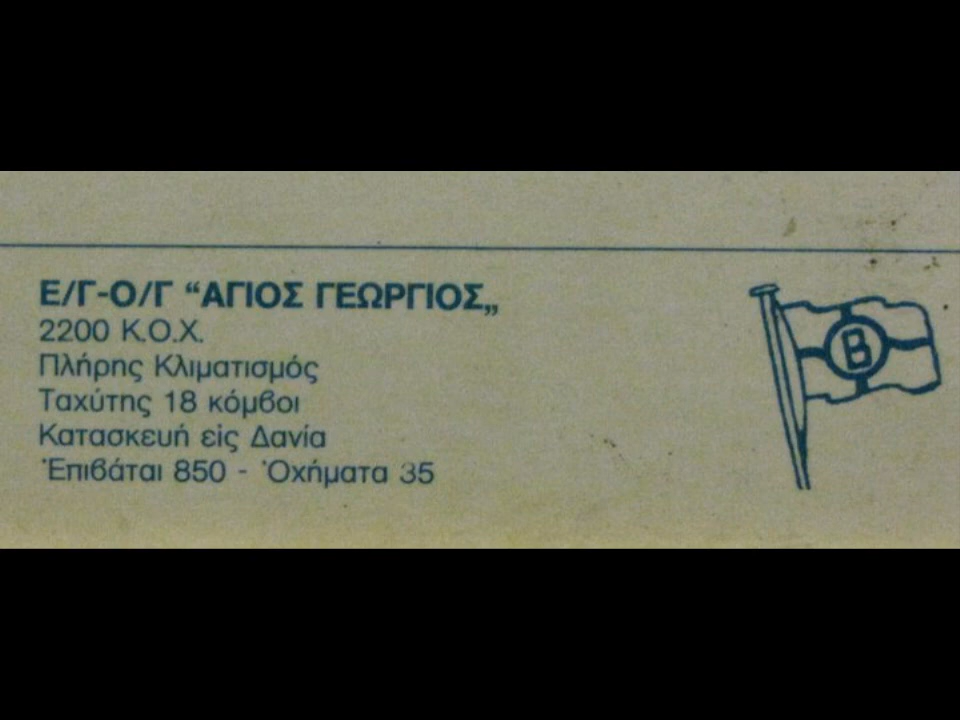 Ε/Γ-Ο/Γ “ΑΓΙΟΣ ΓΕΩΡΓΙΟΣ„
2200 Κ.Ο.Χ.
Πλήρης Κλιματισμός
Ταχύτης 18 κόμβοι
Κατασκευή εἰς Δανία
Ἐπιβάται 850 - Ὀχήματα 35
B